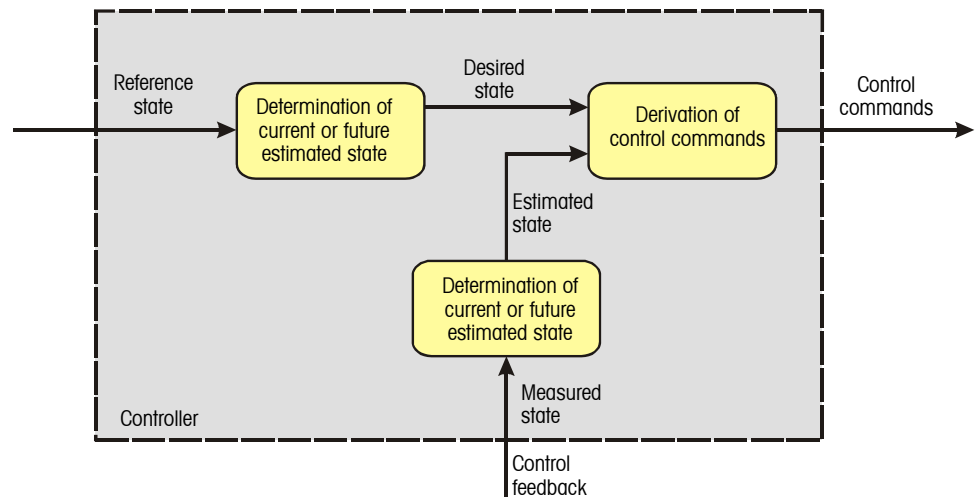 Reference
state
Determination of
current or future
estimated state
Desired
state
Derivation of
control commands
Control
commands
Estimated
state
Determination of
current or future
estimated state
Measured
state
Controller
Control
feedback